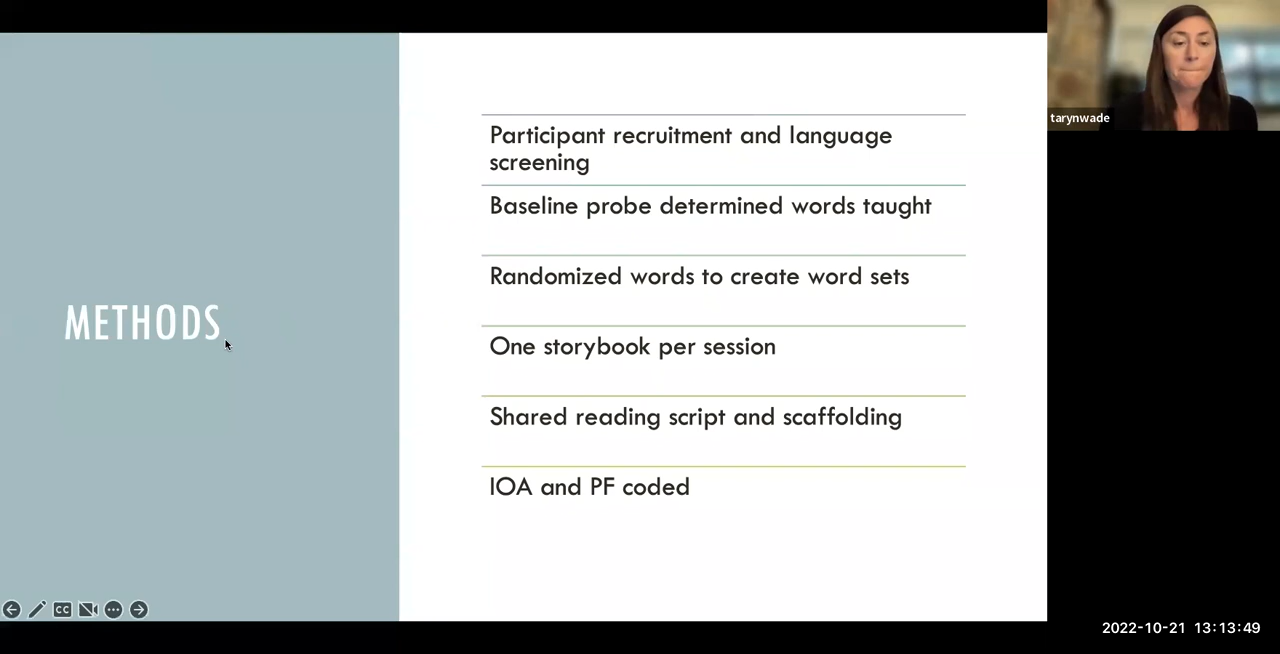 tarynwade
Participant recruitment and language
screening
Baseline probe determined words taught
Randomized words to create word sets
METHODS
One storybook per session
Shared reading script and scaffolding
IOA and PF coded
CC
2022-10-21 13:13:49